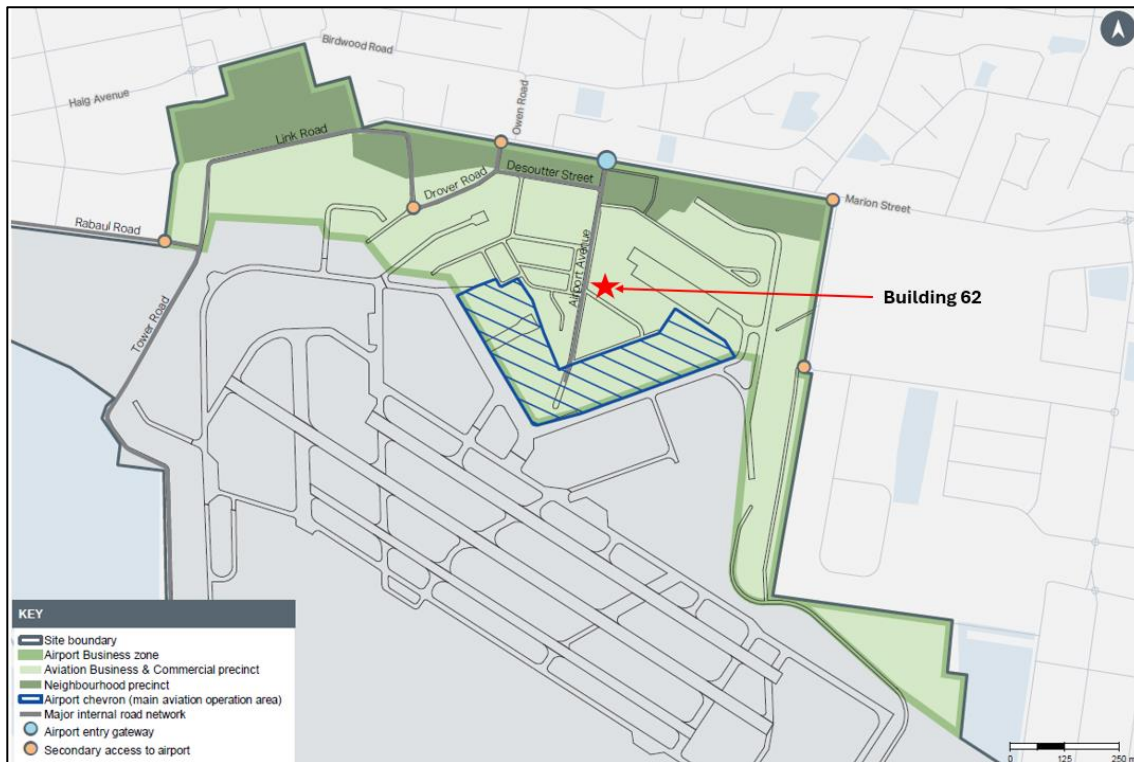 Birdwood Road
Haig Avenue
Owen Road
Link Road
Desoutter Street
Drover Road
Marion Street
Rabaul Road
Airport Avenue
Building 62
Tower Road
KEY
Site boundary
Airport Business zone
Aviation Business & Commercial precinct
Neighbourhood precinct
Airport chevron (main aviation operation area)
Major internal road network
Airport entry gateway
Secondary access to airport
0 125 250 m